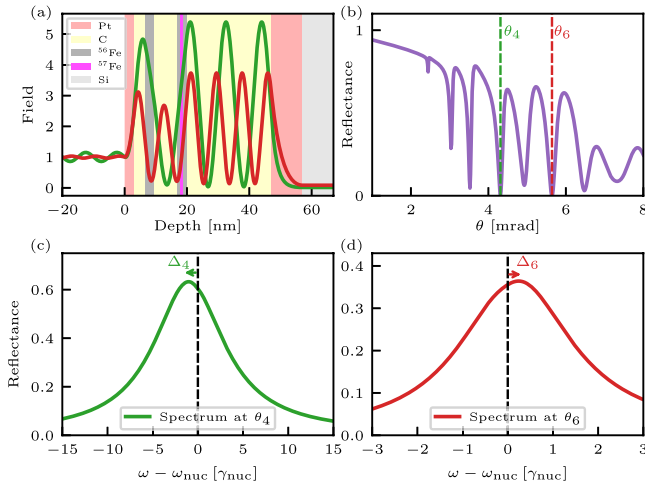 (a)
5
4
3
2
1
0
Field
Pt
C
⁵⁶Fe
⁵⁷Fe
Si
−20 0 20 40 60
Depth [nm]
(b)
θ₄ θ₆
1
0
Reflectance
2 4 6 8
θ [mrad]
(c)
Δ₄
0.6
0.4
0.2
0.0
Reflectance
Spectrum at θ₄
−15 −10 −5 0 5 10 15
ω − ωnuc [γnuc]
(d)
Δ₆
0.4
0.3
0.2
0.1
0.0
Spectrum at θ₆
−3 −2 −1 0 1 2 3
ω − ωnuc [γnuc]